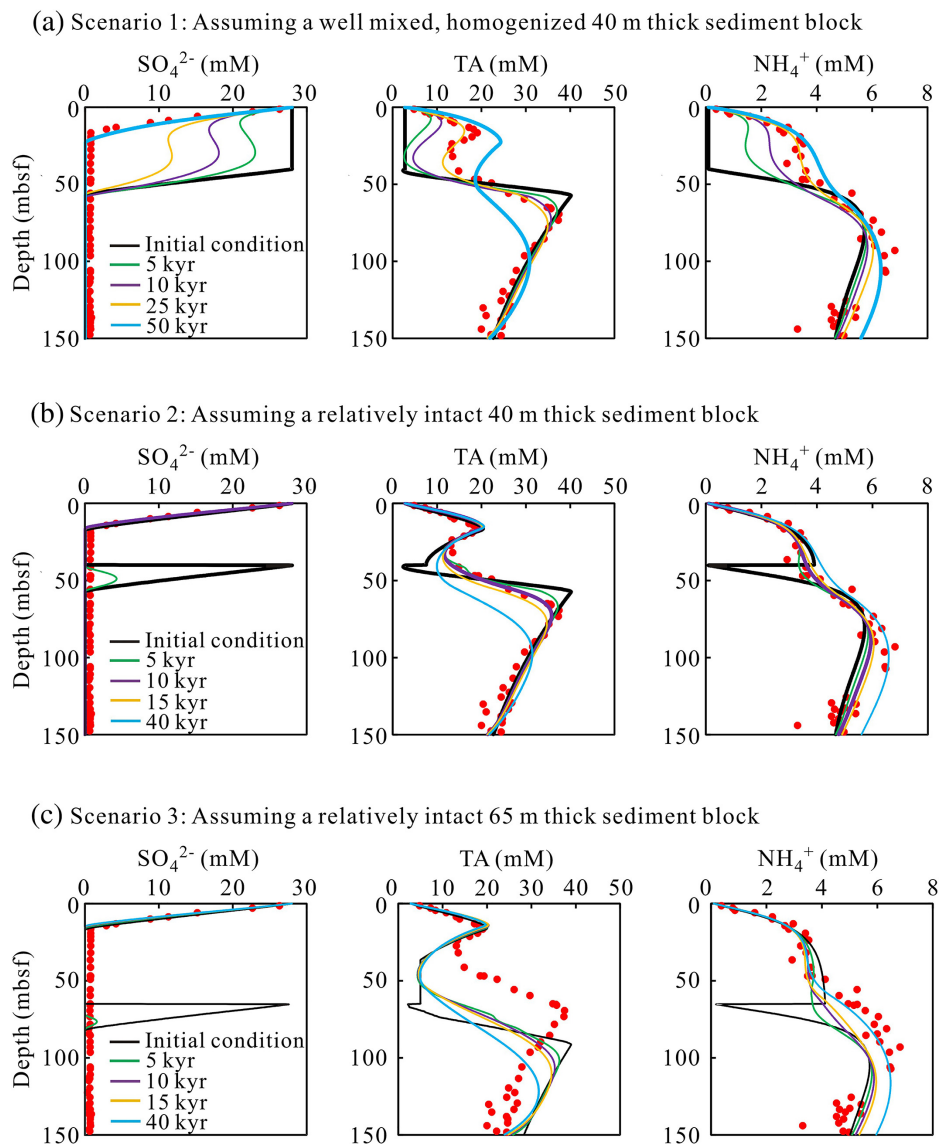 (a) Scenario 1: Assuming a well mixed, homogenized 40 m thick sediment block
SO₄²⁻ (mM) TA (mM) NH₄⁺ (mM)
0 10 20 30 0 10 20 30 40 50 0 2 4 6 8
0
50
100
150
Depth (mbsf)
Initial condition
5 kyr
10 kyr
25 kyr
50 kyr
(b) Scenario 2: Assuming a relatively intact 40 m thick sediment block
SO₄²⁻ (mM) TA (mM) NH₄⁺ (mM)
0 10 20 30 0 10 20 30 40 50 0 2 4 6 8
0
50
100
150
Depth (mbsf)
Initial condition
5 kyr
10 kyr
15 kyr
40 kyr
(c) Scenario 3: Assuming a relatively intact 65 m thick sediment block
SO₄²⁻ (mM) TA (mM) NH₄⁺ (mM)
0 10 20 30 0 10 20 30 40 50 0 2 4 6 8
0
50
100
150
Depth (mbsf)
Initial condition
5 kyr
10 kyr
15 kyr
40 kyr